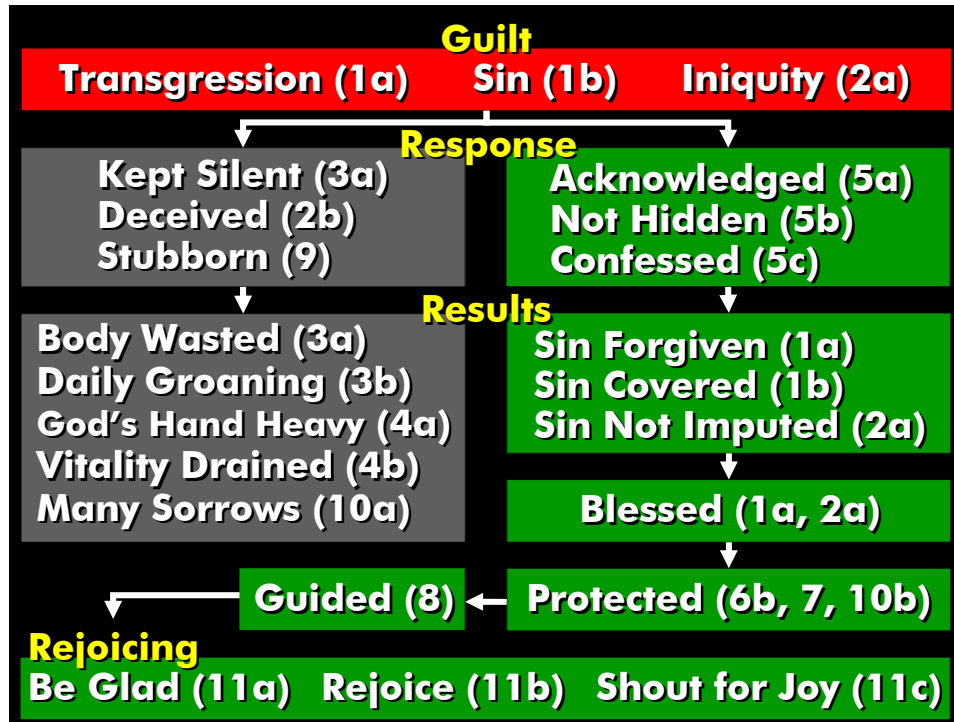 Guilt
Transgression (1a) Sin (1b) Iniquity (2a)
Response
Kept Silent (3a)
Deceived (2b)
Stubborn (9)
Acknowledged (5a)
Not Hidden (5b)
Confessed (5c)
Results
Body Wasted (3a)
Daily Groaning (3b)
God's Hand Heavy (4a)
Vitality Drained (4b)
Many Sorrows (10a)
Sin Forgiven (1a)
Sin Covered (1b)
Sin Not Imputed (2a)
Blessed (1a, 2a)
Protected (6b, 7, 10b)
Guided (8)
Rejoicing
Be Glad (11a) Rejoice (11b) Shout for Joy (11c)